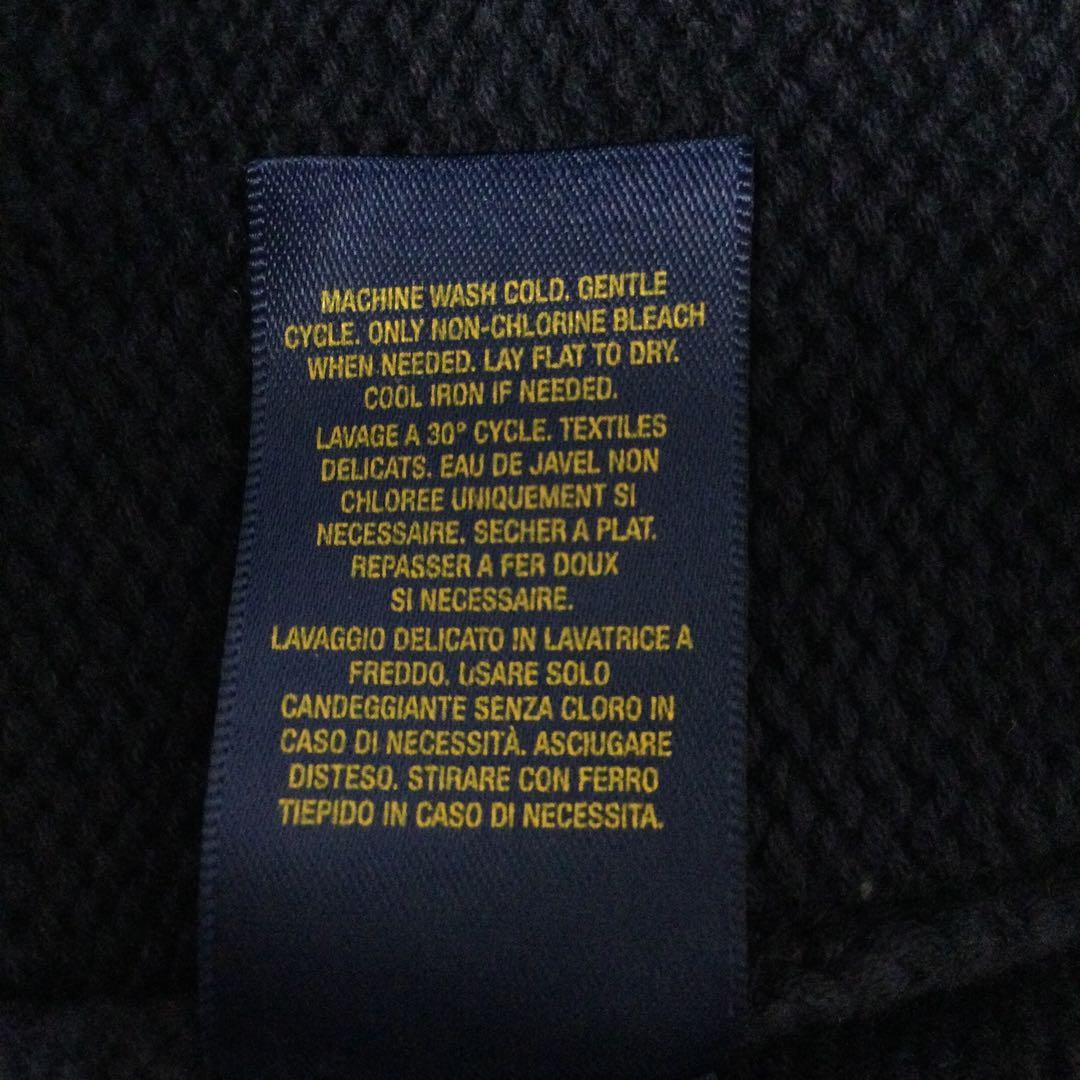 MACHINE WASH COLD. GENTLE
CYCLE. ONLY NON-CHLORINE BLEACH
WHEN NEEDED. LAY FLAT TO DRY.
COOL IRON IF NEEDED.
LAVAGE A 30° CYCLE. TEXTILES
DELICATS. EAU DE JAVEL NON
CHLOREE UNIQUEMENT SI
NECESSAIRE. SECHER A PLAT.
REPASSER A FER DOUX
SI NECESSAIRE.
LAVAGGIO DELICATO IN LAVATRICE A
FREDDO. USARE SOLO
CANDEGGIANTE SENZA CLORO IN
CASO DI NECESSITÀ. ASCIUGARE
DISTESO. STIRARE CON FERRO
TIEPIDO IN CASO DI NECESSITA.